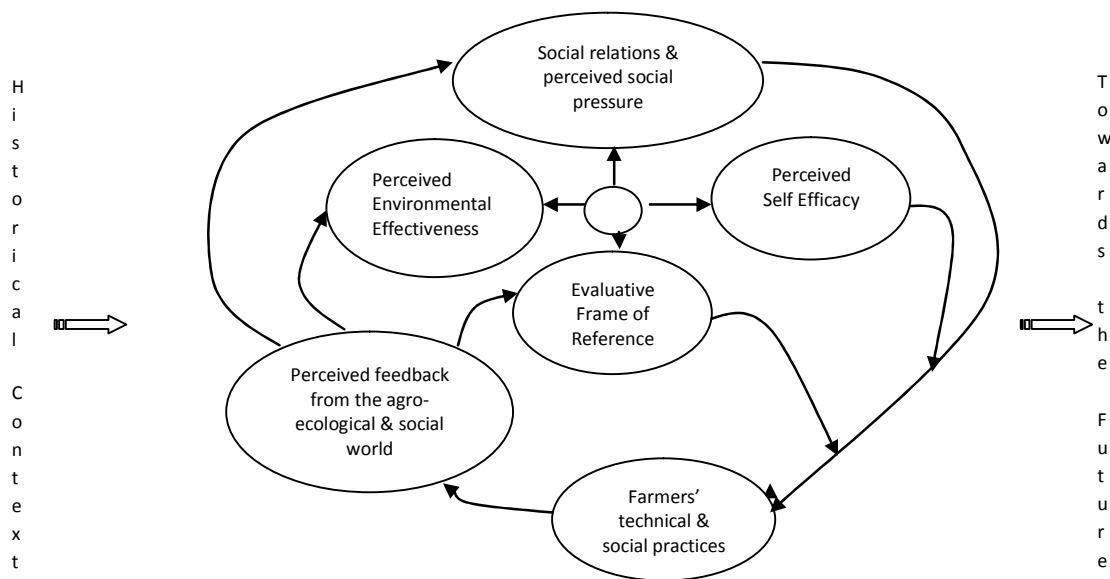 Historical Context
Social relations &
perceived social
pressure
Perceived
Environmental
Effectiveness
Perceived
Self Efficacy
Evaluative
Frame of
Reference
Perceived feedback
from the agro-
ecological & social
world
Farmers’
technical &
social practices
Towards the Future